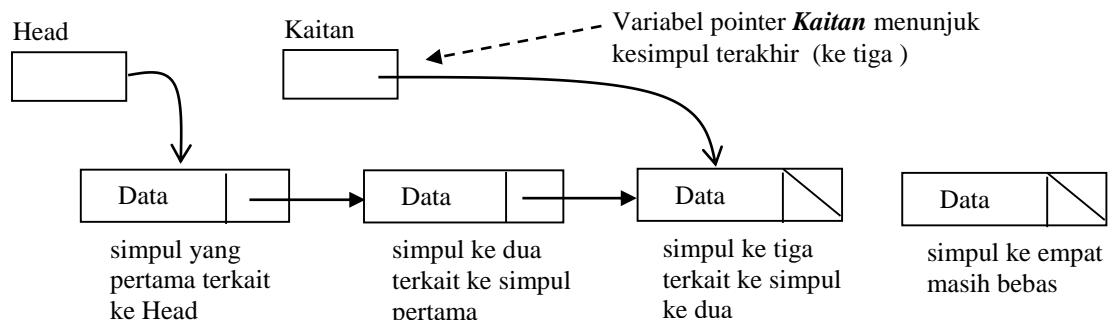 Head
Kaitan
Variabel pointer Kaitan menunjuk
kesimpul terakhir (ke tiga )
Data
Data
Data
Data
simpul yang
pertama terkait
ke Head
simpul ke dua
terkait ke simpul
pertama
simpul ke tiga
terkait ke simpul
ke dua
simpul ke empat
masih bebas